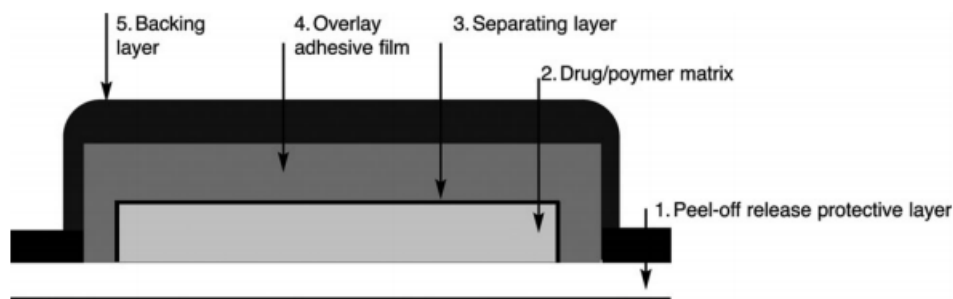 5. Backing
layer
4. Overlay
adhesive film
3. Separating layer
2. Drug/poymer matrix
1. Peel-off release protective layer